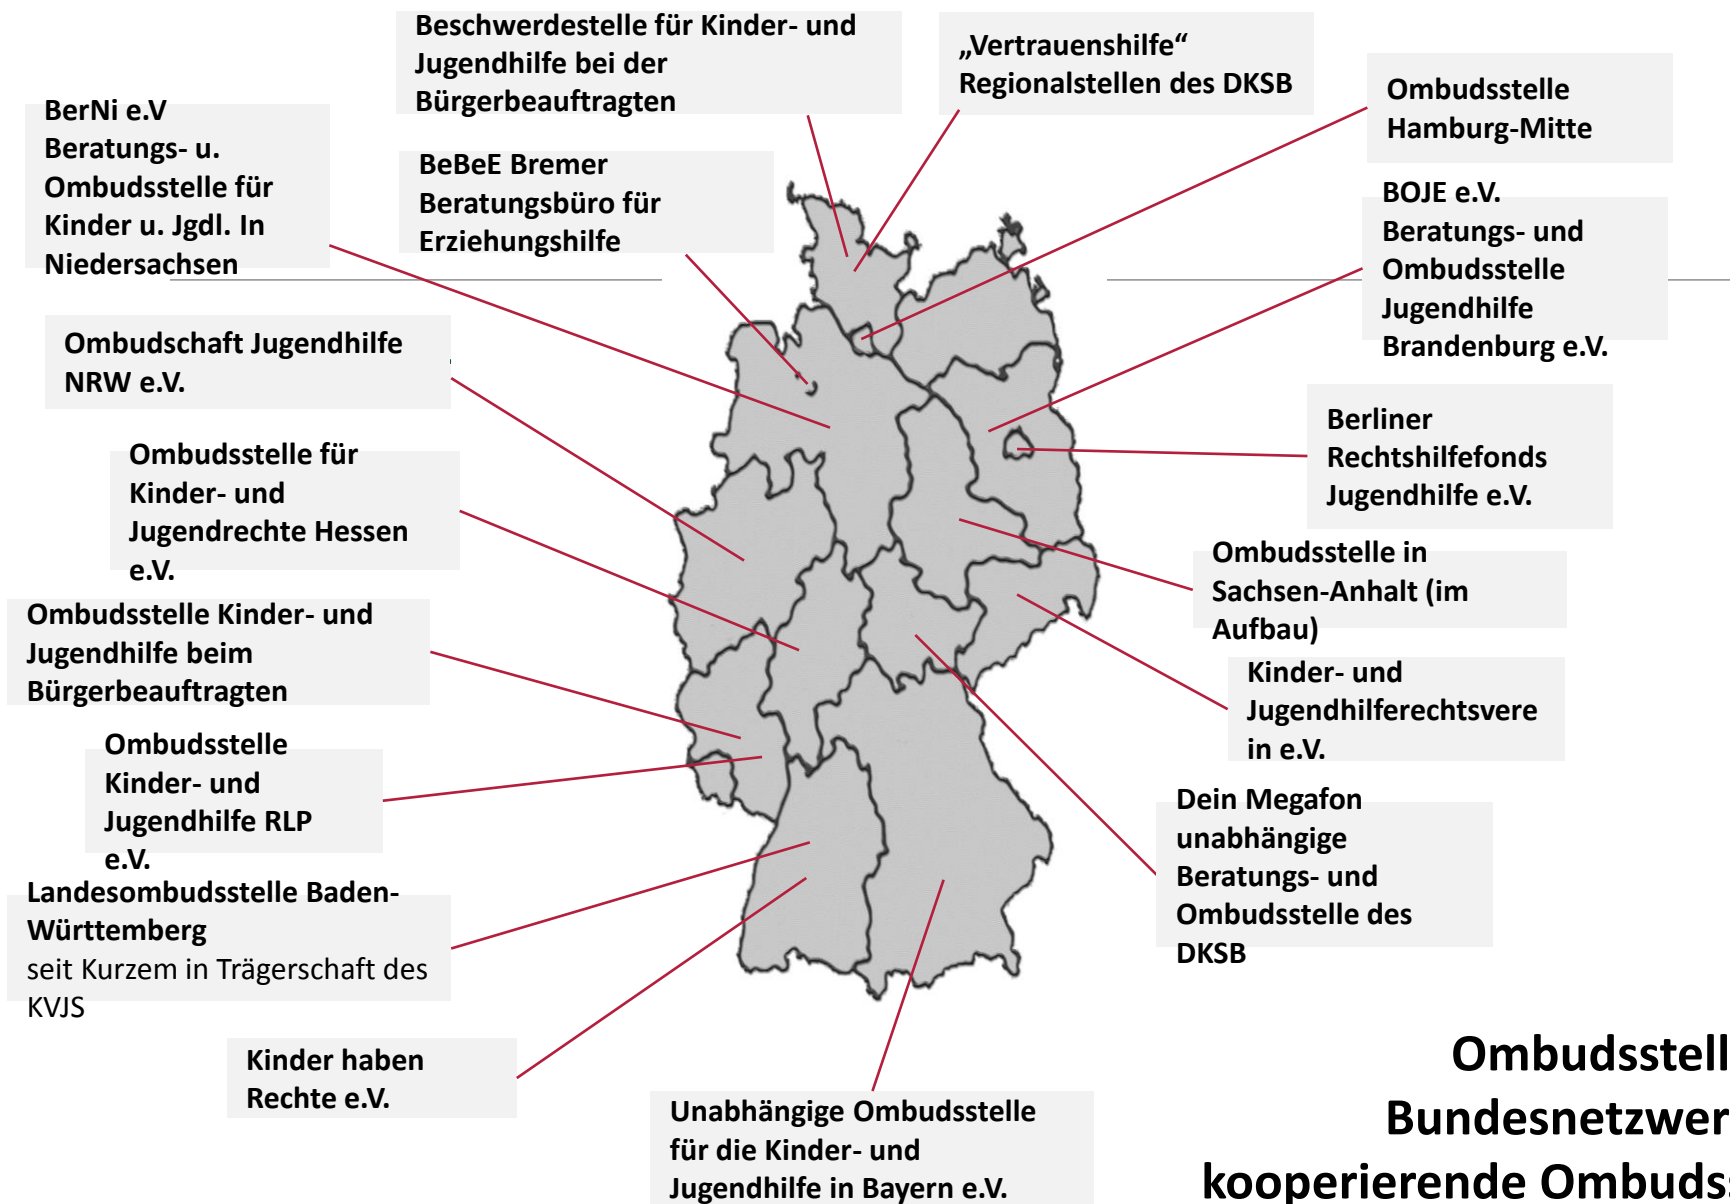 Beschwerdestelle für Kinder- und
Jugendhilfe bei der
Bürgerbeauftragten
„Vertrauenshilfe“
Regionalstellen des DKSB
Ombudsstelle
Hamburg-Mitte
BerNi e.V
Beratungs- u.
Ombudsstelle für
Kinder u. Jgdl. In
Niedersachsen
BeBeE Bremer
Beratungsbüro für
Erziehungshilfe
BOJE e.V.
Beratungs- und
Ombudsstelle
Jugendhilfe
Brandenburg e.V.
Ombudschaft Jugendhilfe
NRW e.V.
Berliner
Rechtshilfefonds
Jugendhilfe e.V.
Ombudsstelle für
Kinder- und
Jugendrechte Hessen
e.V.
Ombudsstelle in
Sachsen-Anhalt (im
Aufbau)
Ombudsstelle Kinder- und
Jugendhilfe beim
Bürgerbeauftragten
Kinder- und
Jugendhilferechtsvere
in e.V.
Ombudsstelle
Kinder- und
Jugendhilfe RLP
e.V.
Dein Megafon
unabhängige
Beratungs- und
Ombudsstelle des
DKSB
Landesombudsstelle Baden-
Württemberg
seit Kurzem in Trägerschaft des
KVJS
Kinder haben
Rechte e.V.
Unabhängige Ombudsstelle
für die Kinder- und
Jugendhilfe in Bayern e.V.
Ombudsstell
Bundesnetzwer
kooperierende Ombuds